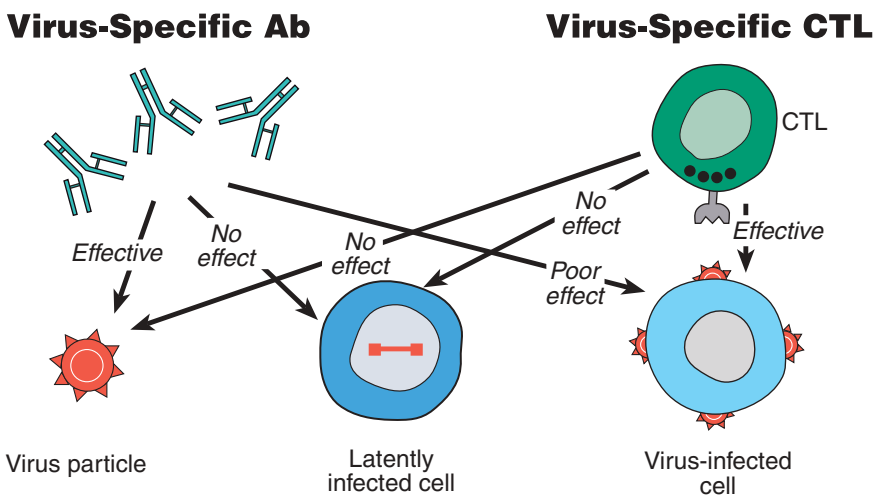 Virus-Specific Ab
Virus-Specific CTL
CTL
Effective
No
effect
No
effect
No
effect
Effective
Poor
effect
Virus particle
Latently
infected cell
Virus-infected
cell